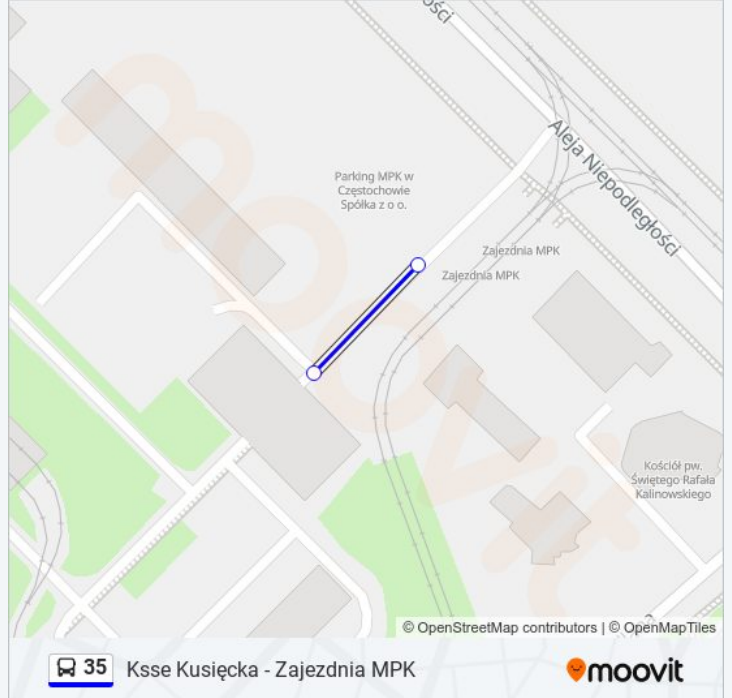 ości
Aleja Niepodległości
Parking MPK w
Częstochowie
Spółka z o o.
Zajezdnia MPK
Zajezdnia MPK
Kościół pw.
Świętego Rafała
Kalinowskiego
moovit
© OpenStreetMap contributors | © OpenMapTiles
35 Ksse Kusięcka - Zajezdnia MPK
moovit